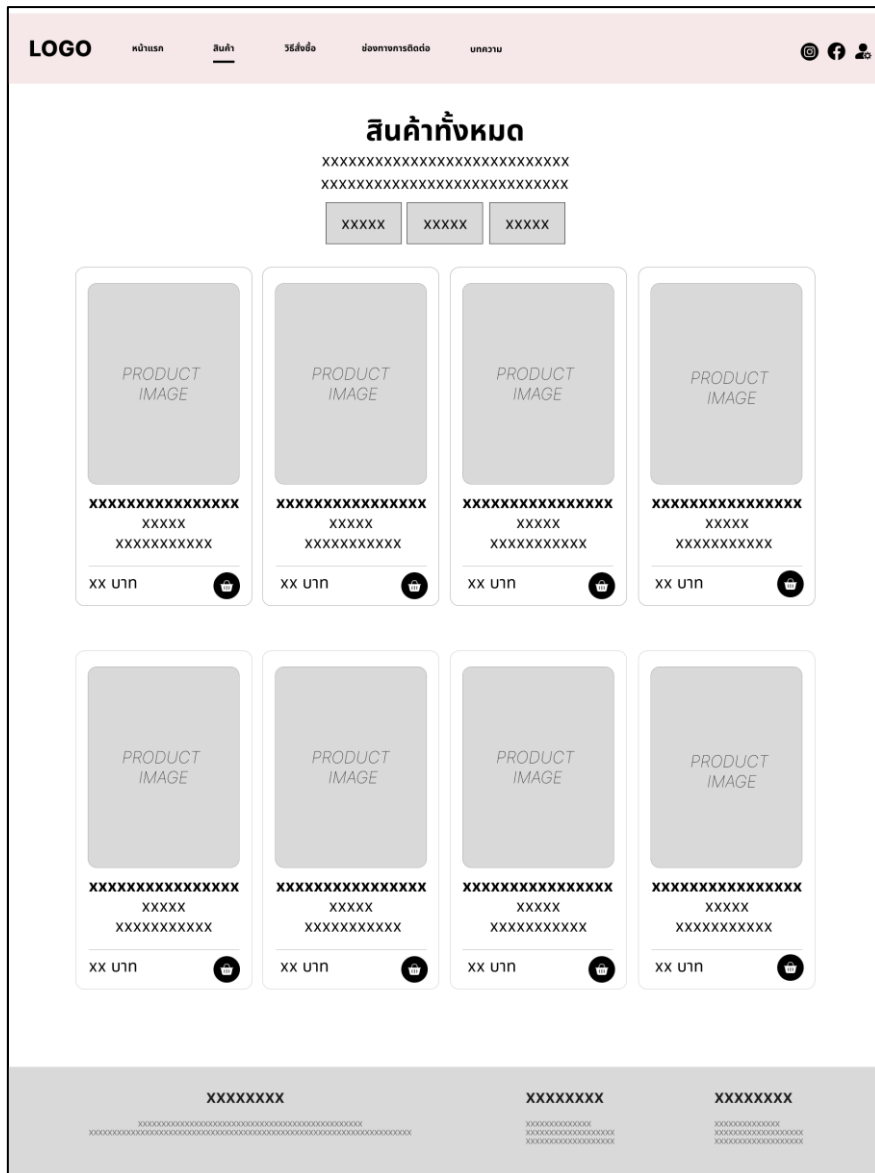 LOGO หน้าแรก สินค้า วิธีสั่งซื้อ ช่องทางการติดต่อ บทความ
สินค้าทั้งหมด
xxxxxxxxxxxxxxxxxxxxxxxxxxxx
xxxxxxxxxxxxxxxxxxxxxxxxxxxx
xxxxx xxxxx xxxxx
PRODUCT PRODUCT PRODUCT PRODUCT
IMAGE IMAGE IMAGE IMAGE
xxxxxxxxxxxxxxxx xxxxxxxxxxxxxxxx xxxxxxxxxxxxxxxx xxxxxxxxxxxxxxxx
xxxxx xxxxx xxxxx xxxxx
xxxxxxxxxxx xxxxxxxxxxx xxxxxxxxxxx xxxxxxxxxxx
xx บาท xx บาท xx บาท xx บาท
PRODUCT PRODUCT PRODUCT PRODUCT
IMAGE IMAGE IMAGE IMAGE
xxxxxxxxxxxxxxxx xxxxxxxxxxxxxxxx xxxxxxxxxxxxxxxx xxxxxxxxxxxxxxxx
xxxxx xxxxx xxxxx xxxxx
xxxxxxxxxxx xxxxxxxxxxx xxxxxxxxxxx xxxxxxxxxxx
xx บาท xx บาท xx บาท xx บาท
xxxxxxxx xxxxxxxx xxxxxxxx